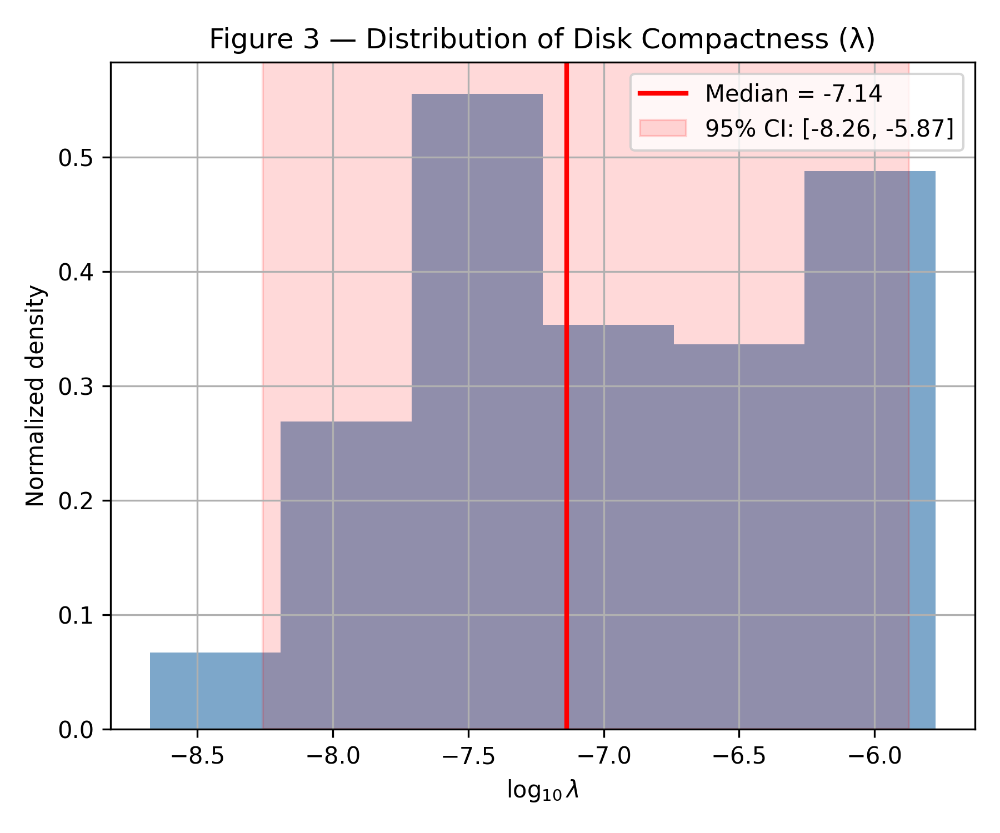 Figure 3 — Distribution of Disk Compactness (λ)
Median = -7.14
95% CI: [-8.26, -5.87]
Normalized density
0.5
0.4
0.3
0.2
0.1
0.0
−8.5 −8.0 −7.5 −7.0 −6.5 −6.0
log₁₀ λ